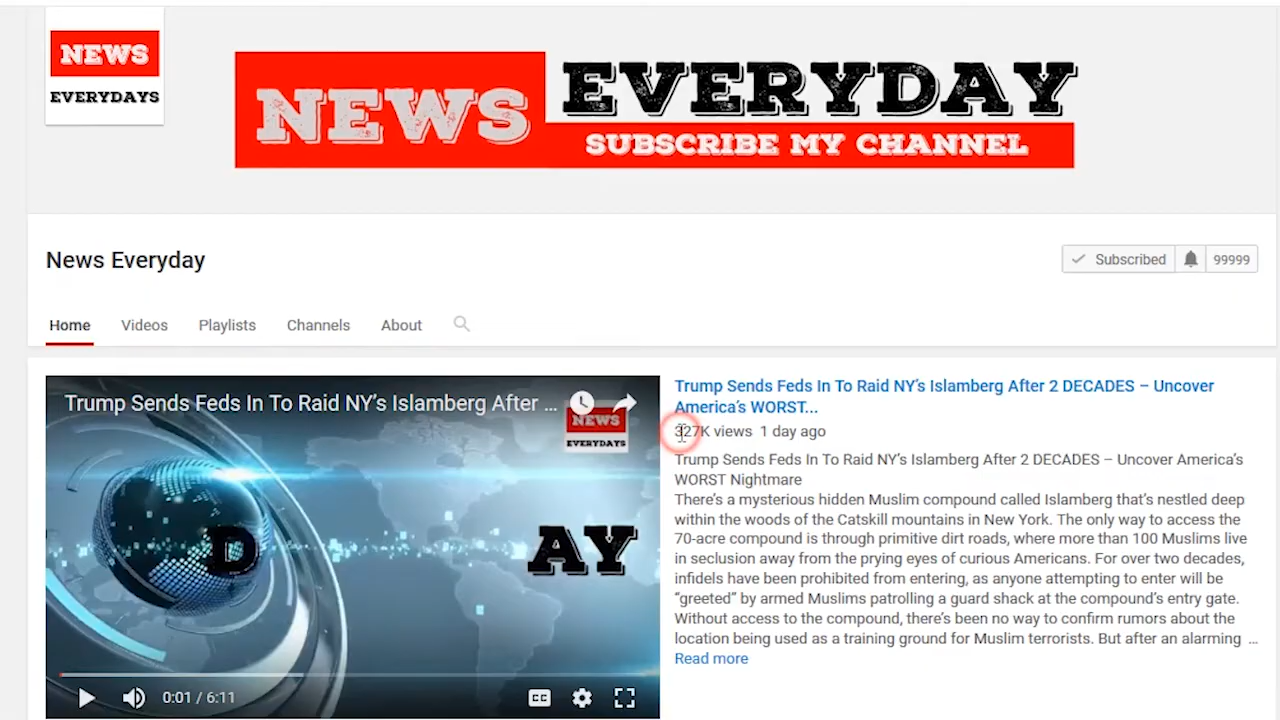 NEWS
EVERYDAYS
NEWS
EVERYDAY
SUBSCRIBE MY CHANNEL
News Everyday
Subscribed
99999
Home Videos Playlists Channels About
Trump Sends Feds In To Raid NY’s Islamberg After ...
NEWS
EVERYDAYS
D AY
0:01 / 6:11
CC
Trump Sends Feds In To Raid NY’s Islamberg After 2 DECADES – Uncover
America’s WORST...
327K views 1 day ago
Trump Sends Feds In To Raid NY’s Islamberg After 2 DECADES – Uncover America’s
WORST Nightmare
There’s a mysterious hidden Muslim compound called Islamberg that’s nestled deep
within the woods of the Catskill mountains in New York. The only way to access the
70-acre compound is through primitive dirt roads, where more than 100 Muslims live
in seclusion away from the prying eyes of curious Americans. For over two decades,
infidels have been prohibited from entering, as anyone attempting to enter will be
“greeted” by armed Muslims patrolling a guard shack at the compound’s entry gate.
Without access to the compound, there’s been no way to confirm rumors about the
location being used as a training ground for Muslim terrorists. But after an alarming ...
Read more